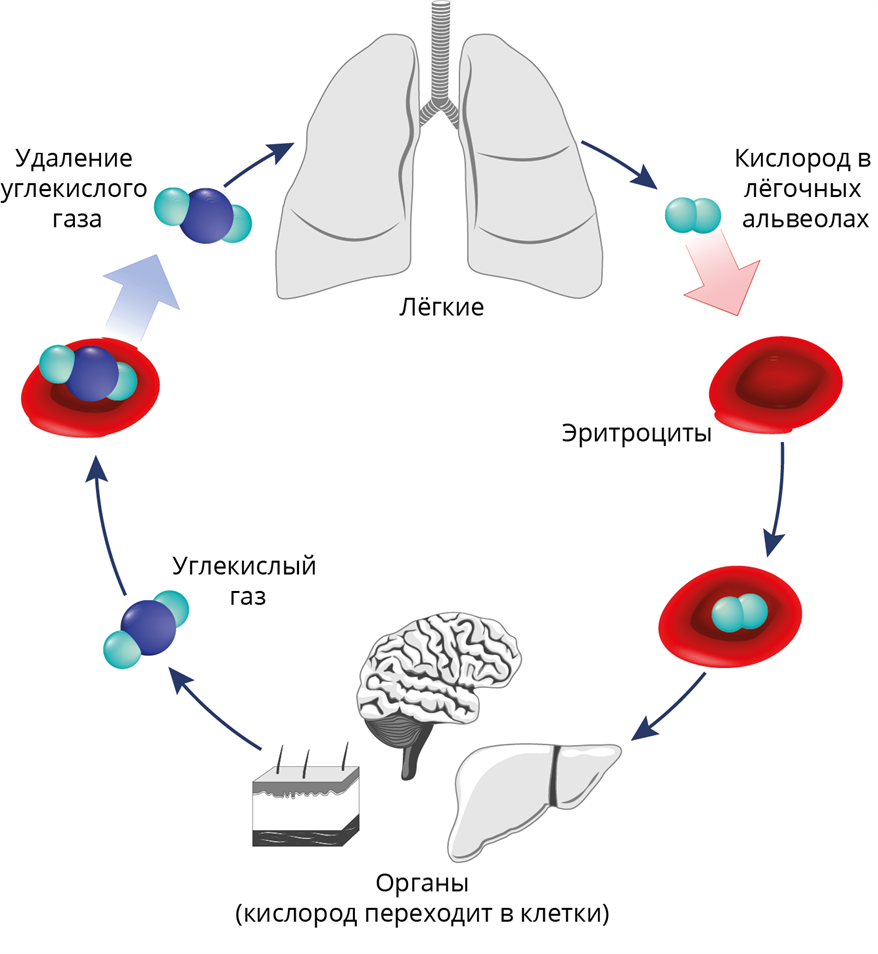 Удаление
углекислого
газа
Кислород в
лёгочных
альвеолах
Лёгкие
Эритроциты
Углекислый
газ
Органы
(кислород переходит в клетки)